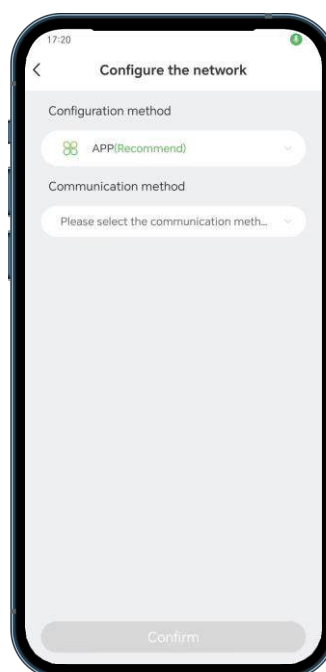 17:20
Configure the network
Configuration method
APP(Recommend)
Communication method
Please select the communication meth...
Confirm